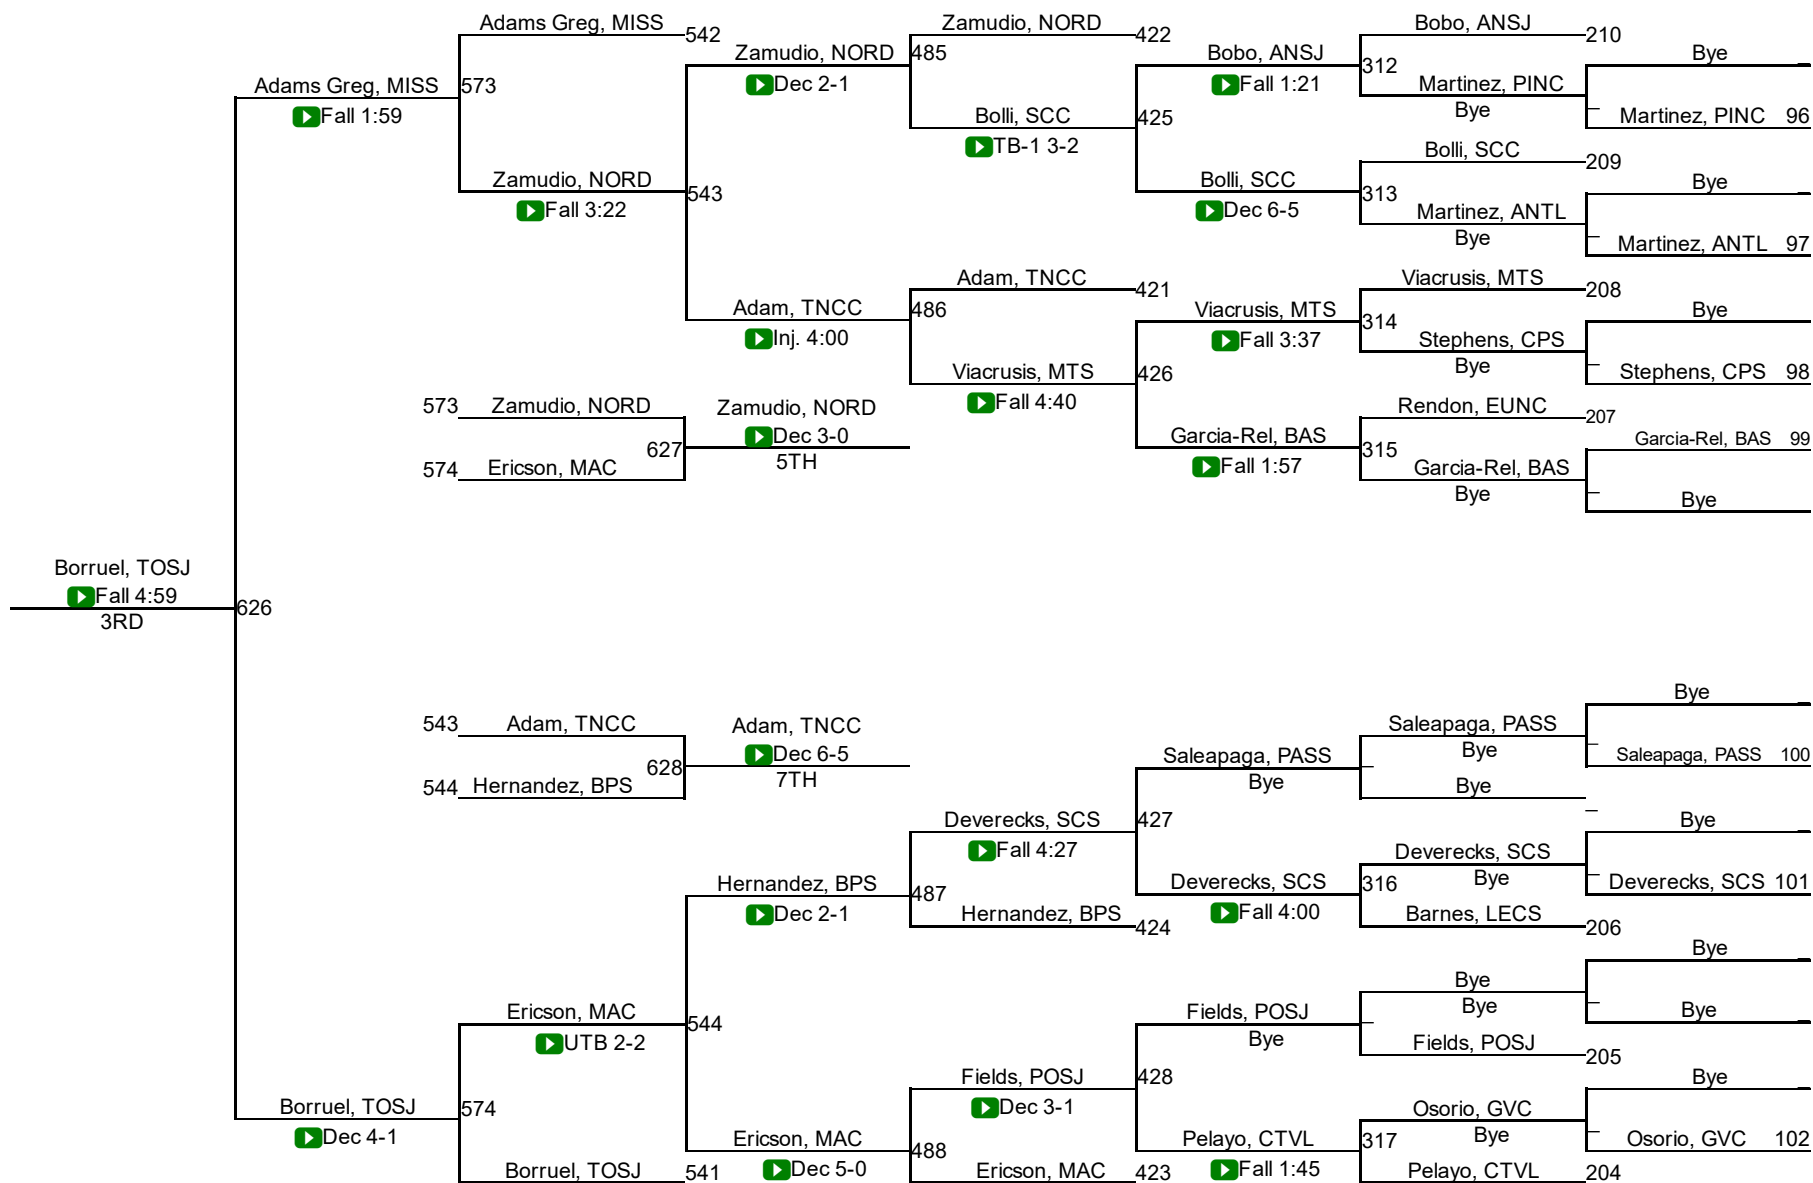 Adams Greg, MISS
542
Zamudio, NORD
422
Bobo, ANSJ
210
Zamudio, NORD
485
Dec 2-1
Bobo, ANSJ
312
Fall 1:21
Bye
Adams Greg, MISS
573
Fall 1:59
Martinez, PINC
Bye
Martinez, PINC 96
Bolli, SCC
425
TB-1 3-2
Bolli, SCC
209
Zamudio, NORD
543
Fall 3:22
Bolli, SCC
313
Dec 6-5
Bye
Martinez, ANTL
Bye
Martinez, ANTL 97
Adam, TNCC
421
Viacrusis, MTS
208
Adam, TNCC
486
Inj. 4:00
Viacrusis, MTS
314
Fall 3:37
Bye
Stephens, CPS
Bye
Stephens, CPS 98
Viacrusis, MTS
426
Fall 4:40
573 Zamudio, NORD
Zamudio, NORD
Dec 3-0
5TH
627
574 Ericson, MAC
Rendon, EUNC
207
Garcia-Rel, BAS
315
Fall 1:57
Garcia-Rel, BAS 99
Garcia-Rel, BAS
Bye
Bye
Borruel, TOSJ
Fall 4:59
3RD
626
Bye
543 Adam, TNCC
Adam, TNCC
Dec 6-5
7TH
628
544 Hernandez, BPS
Saleapaga, PASS
Bye
Saleapaga, PASS
Bye
Saleapaga, PASS 100
Bye
Deverecks, SCS
427
Fall 4:27
Bye
Deverecks, SCS
Bye
Hernandez, BPS
487
Dec 2-1
Deverecks, SCS
316
Fall 4:00
Deverecks, SCS 101
Hernandez, BPS
424
Barnes, LECS
206
Bye
Bye
Bye
Bye
Ericson, MAC
544
UTB 2-2
Fields, POSJ
Bye
Fields, POSJ
205
Fields, POSJ
428
Dec 3-1
Bye
Borruel, TOSJ
574
Dec 4-1
Osorio, GVC
Bye
Ericson, MAC
488
Dec 5-0
Pelayo, CTVL
317
Fall 1:45
Osorio, GVC 102
Borruel, TOSJ
541
Ericson, MAC
423
Pelayo, CTVL
204